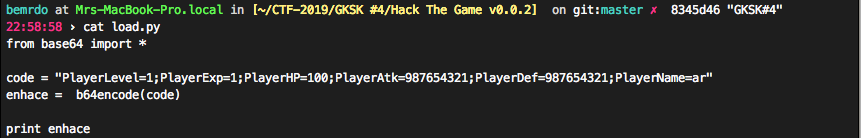 bemrdo at Mrs-MacBook-Pro.local in [~/CTF-2019/GKSK #4/Hack The Game v0.0.2]  on git:master ✗  8345d46 "GKSK#4"
22:58:58 › cat load.py
from base64 import *

code = "PlayerLevel=1;PlayerExp=1;PlayerHP=100;PlayerAtk=987654321;PlayerDef=987654321;PlayerName=ar"
enhace =  b64encode(code)

print enhace